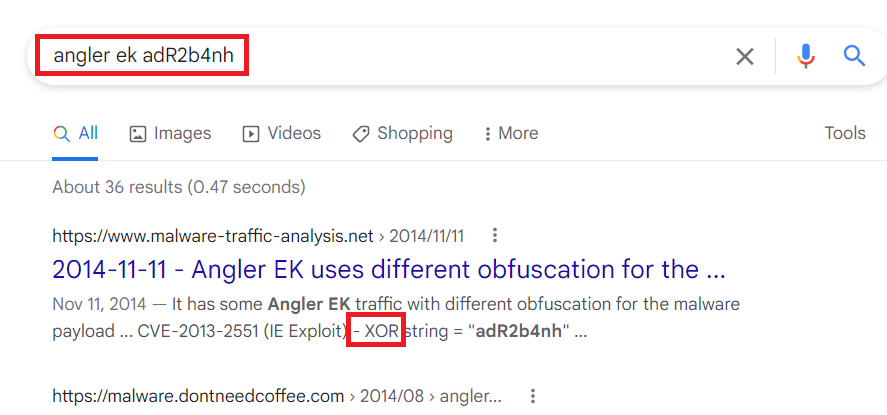 angler ek adR2b4nh
All Images Videos Shopping More Tools
About 36 results (0.47 seconds)
https://www.malware-traffic-analysis.net › 2014/11/11
2014-11-11 - Angler EK uses different obfuscation for the ...
Nov 11, 2014 — It has some Angler EK traffic with different obfuscation for the malware
payload ... CVE-2013-2551 (IE Exploit) - XOR string = "adR2b4nh" ...
https://malware.dontneedcoffee.com › 2014/08 › angler...